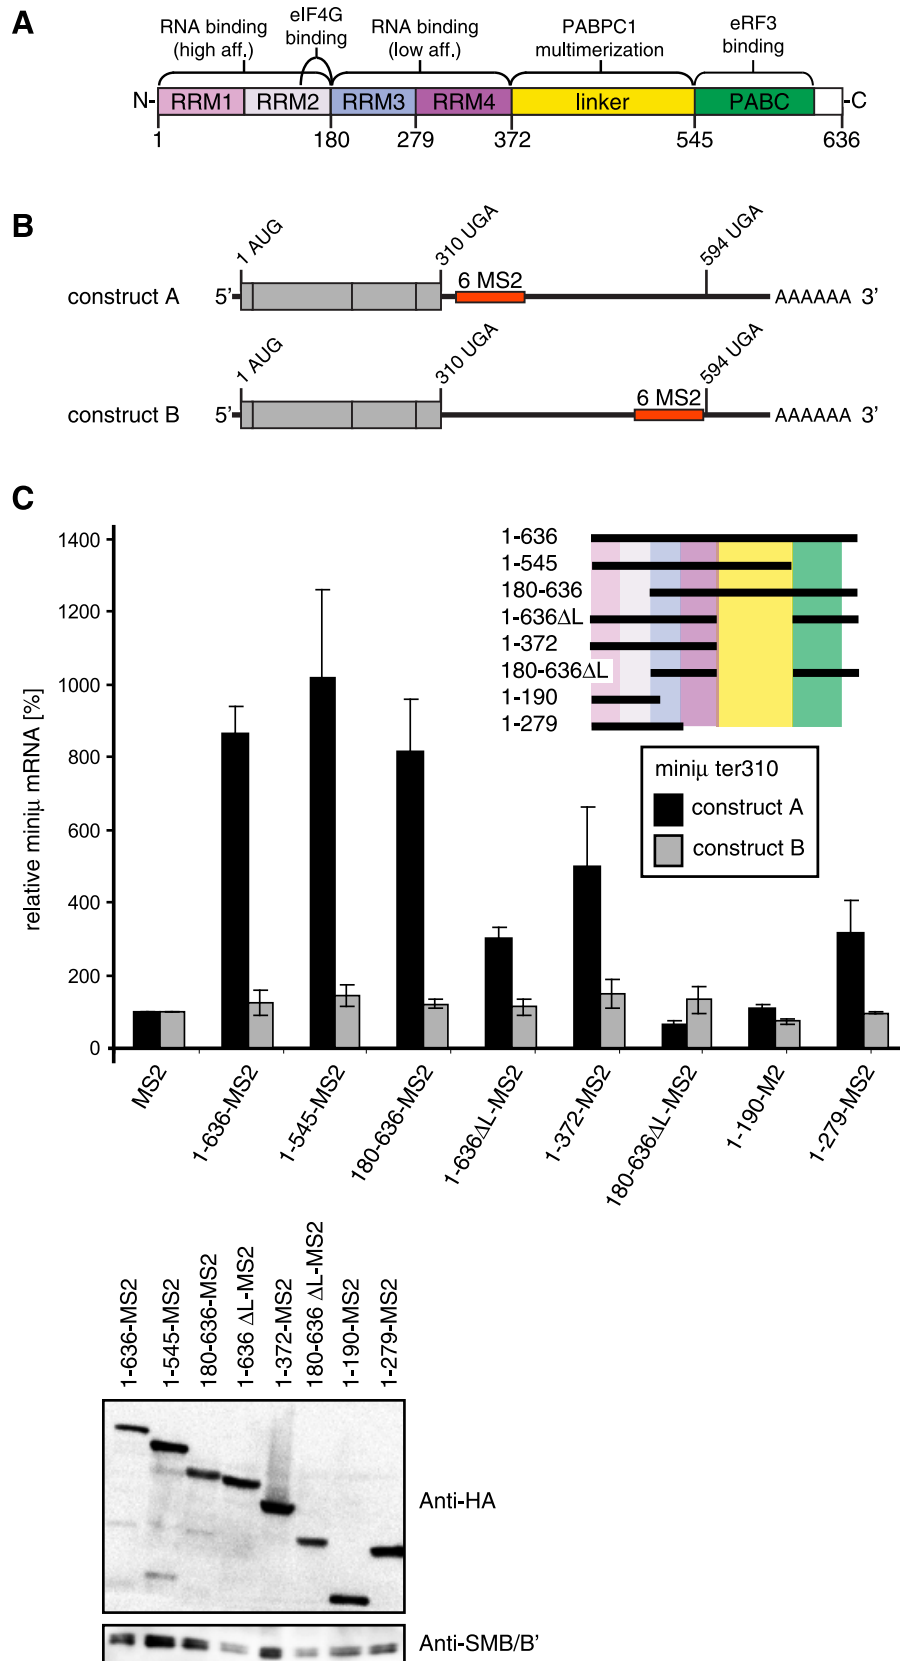 A
RNA binding
(high aff.)
eIF4G
binding
RNA binding
(low aff.)
PABPC1
multimerization
eRF3
binding
N- RRM1 RRM2 RRM3 RRM4 linker PABC -C
1 180 279 372 545 636
B
1 AUG 310 UGA 594 UGA
6 MS2
construct A 5’ AAAAAA 3’
1 AUG 310 UGA 594 UGA
6 MS2
construct B 5’ AAAAAA 3’
C
relative miniµ mRNA [%]
1400
1200
1000
800
600
400
200
0
1-636
1-545
180-636
1-636ΔL
1-372
180-636ΔL
1-190
1-279
miniµ ter310
construct A
construct B
MS2
1-636-MS2
1-545-MS2
180-636-MS2
1-636ΔL-MS2
1-372-MS2
180-636ΔL-MS2
1-190-M2
1-279-MS2
1-636-MS2
1-545-MS2
180-636-MS2
1-636 ΔL-MS2
1-372-MS2
180-636 ΔL-MS2
1-190-MS2
1-279-MS2
Anti-HA
Anti-SMB/B’